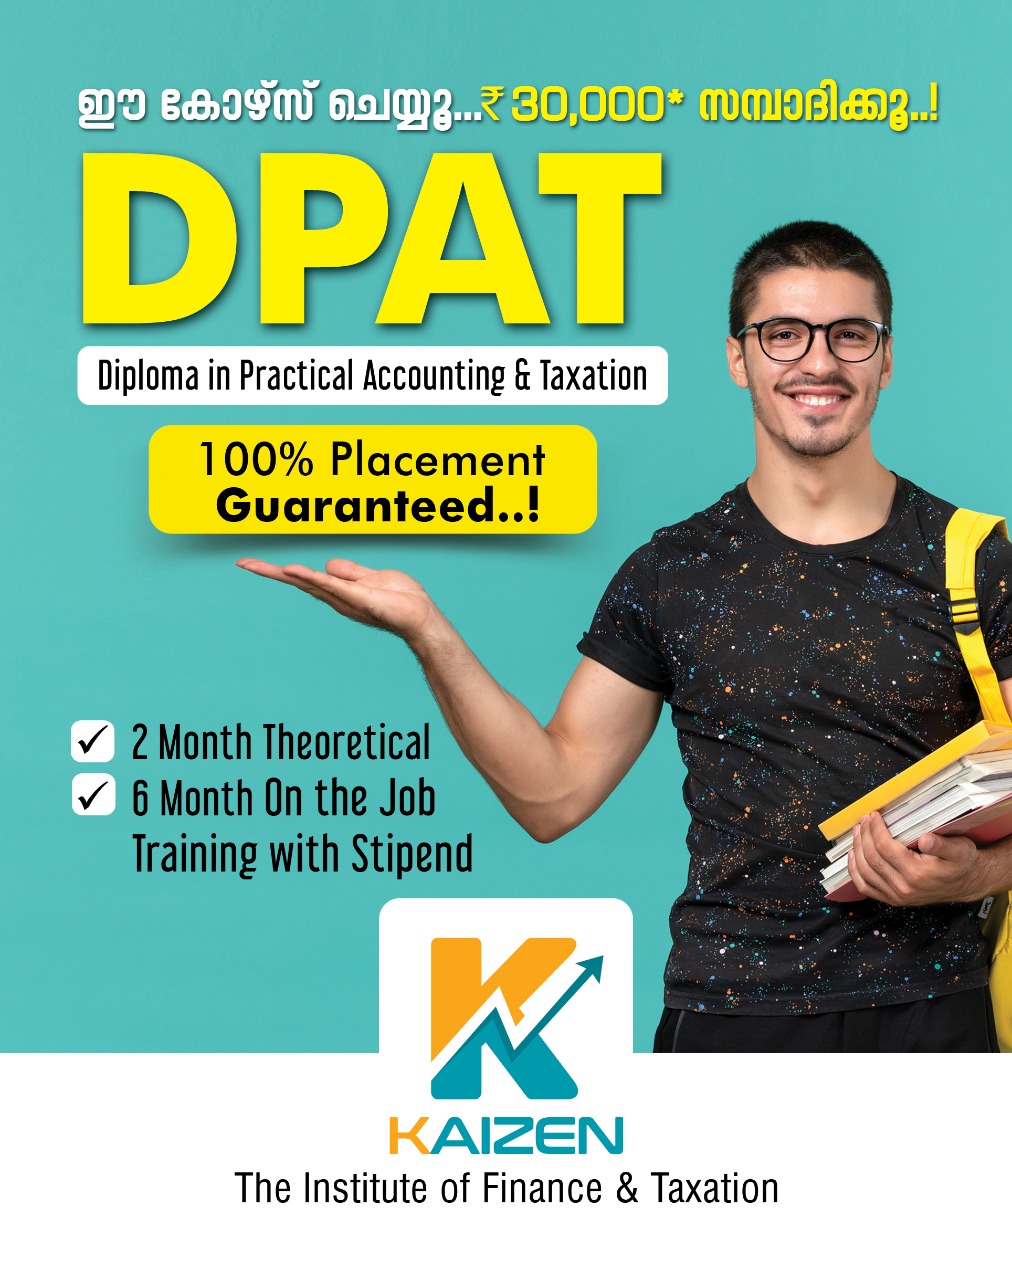 ഈ കോഴ്സ് ചെയ്യൂ...₹30,000* സമ്പാദിക്കൂ..!
DPAT
Diploma in Practical Accounting & Taxation
100% Placement
Guaranteed..!
2 Month Theoretical
6 Month On the Job
Training with Stipend
KAIZEN
The Institute of Finance & Taxation